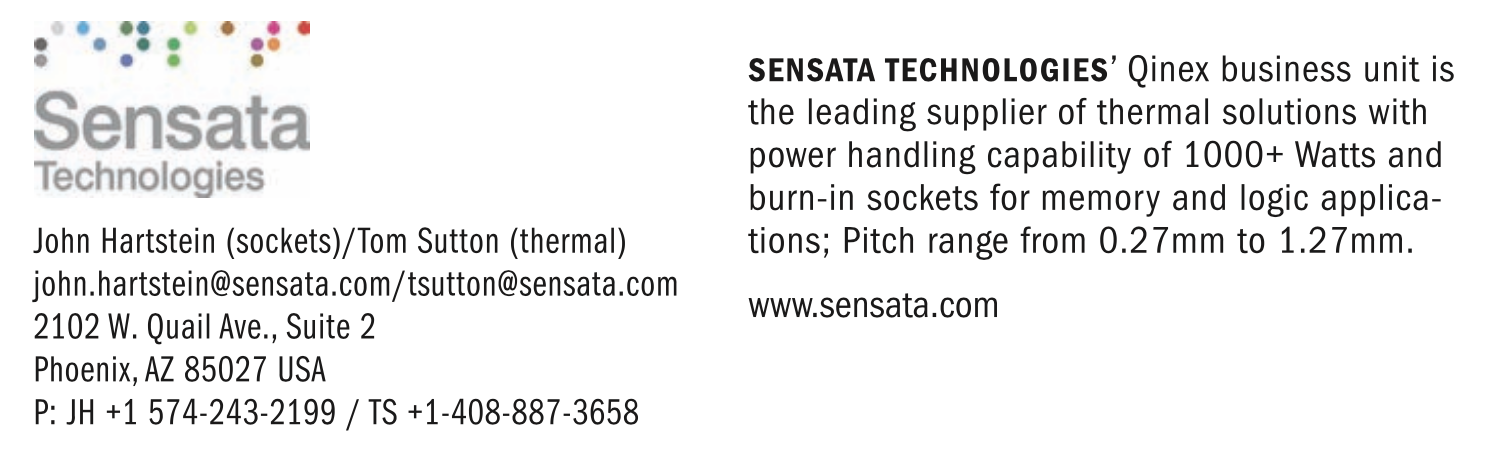 Sensata
Technologies
John Hartstein (sockets)/Tom Sutton (thermal)
john.hartstein@sensata.com/tsutton@sensata.com
2102 W. Quail Ave., Suite 2
Phoenix, AZ 85027 USA
P: JH +1 574-243-2199 / TS +1-408-887-3658
SENSATA TECHNOLOGIES’ Qinex business unit is
the leading supplier of thermal solutions with
power handling capability of 1000+ Watts and
burn-in sockets for memory and logic applica-
tions; Pitch range from 0.27mm to 1.27mm.
www.sensata.com